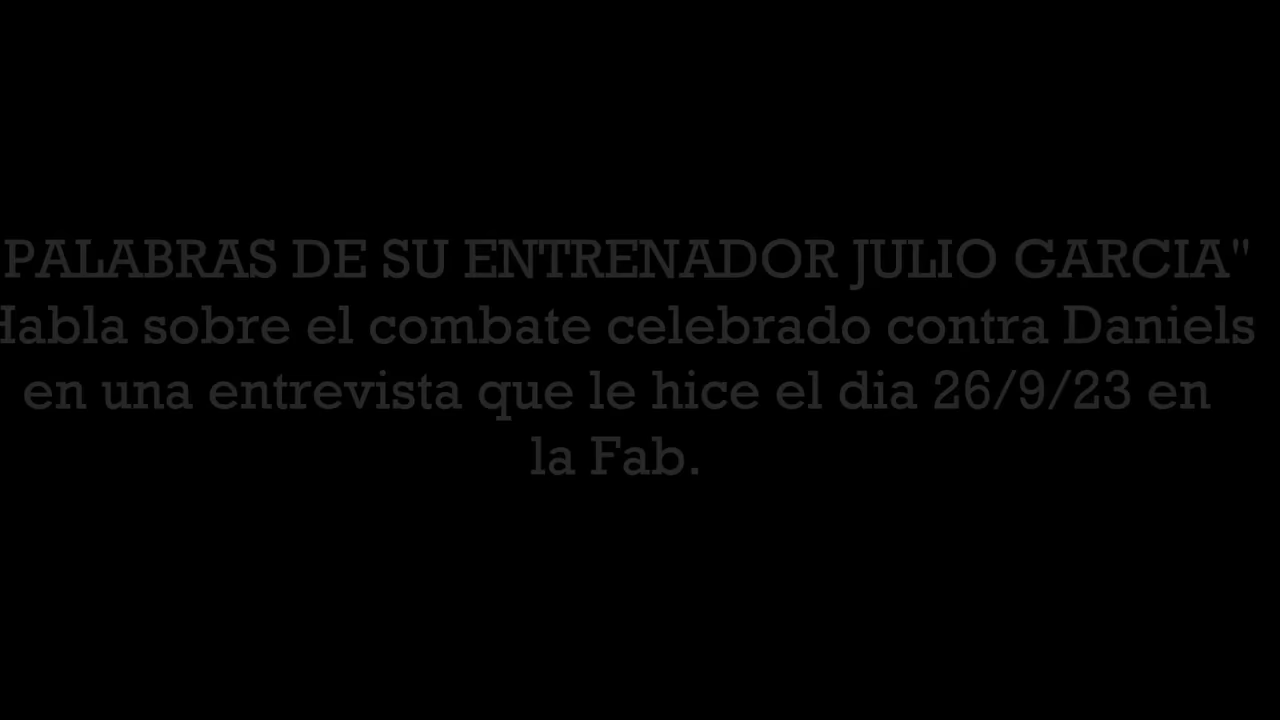 PALABRAS DE SU ENTRENADOR JULIO GARCIA"
Habla sobre el combate celebrado contra Daniels
en una entrevista que le hice el dia 26/9/23 en
la Fab.